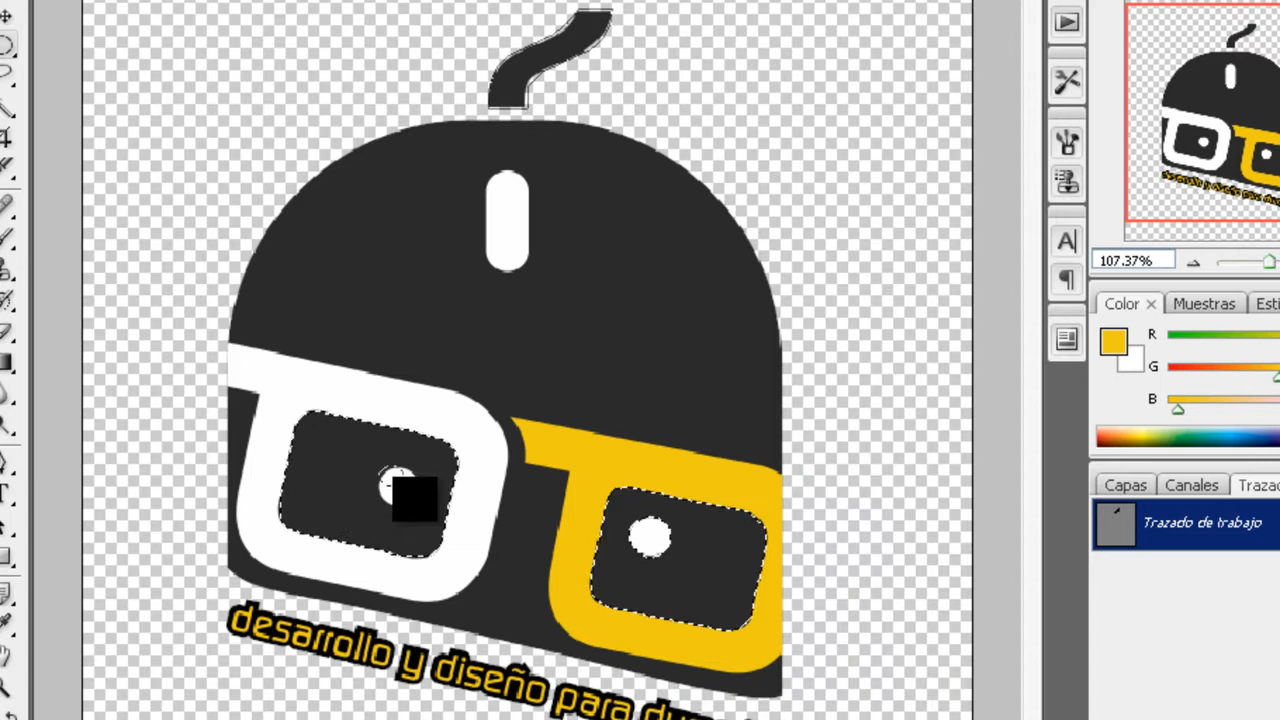 107.37%
Color × Muestras
R
G
B
Capas Canales
Trazado de trabajo
desarrollo y diseño para
A
T